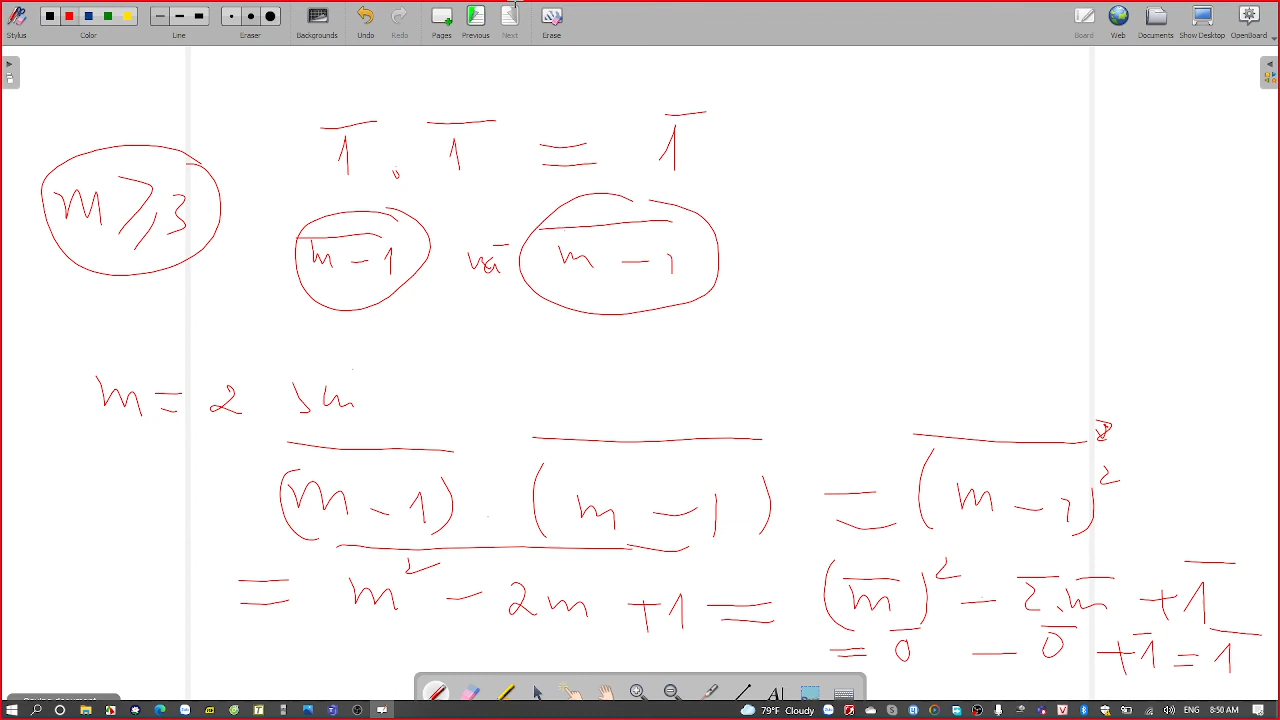 Stylus Color Line Eraser Backgrounds Undo Redo Pages Previous Next Erase Board Web Documents Show Desktop OpenBoard
1̅ . 1̅ = 1̅
m ⩾ 3
m̅ ̅-̅ ̅1̅ và m̅ ̅-̅ ̅1̅
m = 2
(̅m̅ ̅-̅ ̅1̅)̅ . (̅m̅ ̅-̅ ̅1̅)̅ = (̅m̅ ̅-̅ ̅1̅)̅²
= m² - 2m + 1 = (m̅)² - 2̅.m̅ + 1̅
= 0̅ - 0̅ + 1̅ = 1̅
79°F Cloudy ENG 8:50 AM